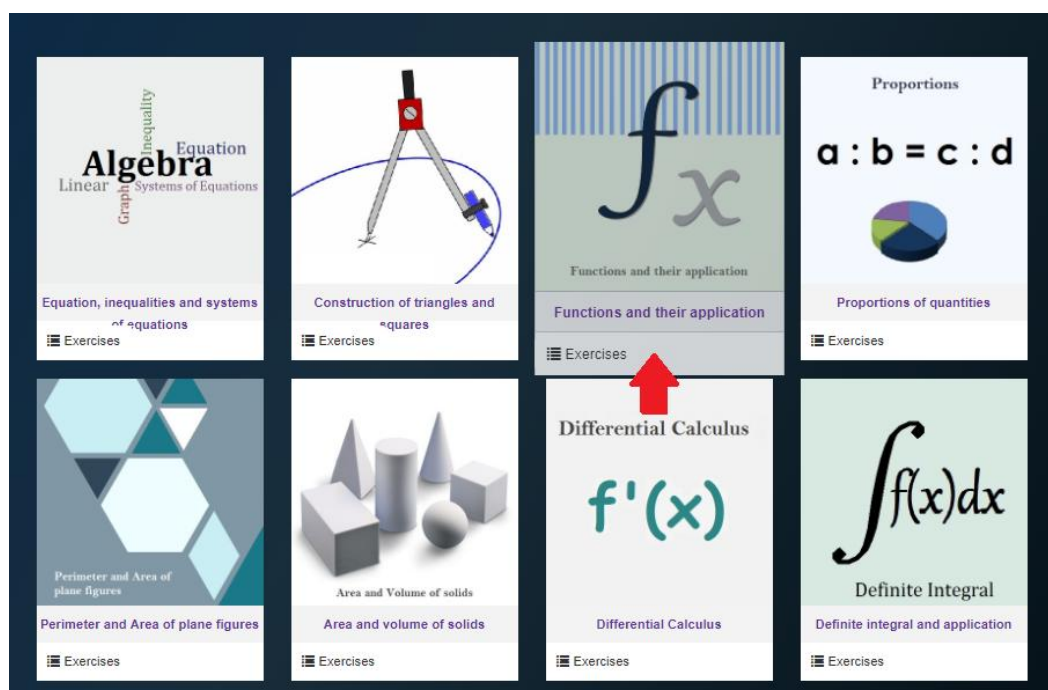 Inequality
Algebra
Equation
Linear
Graph
Systems of Equations
Equation, inequalities and systems
of equations
Exercises
Construction of triangles and
squares
Exercises
f
x
Functions and their application
Functions and their application
Exercises
Proportions
a : b = c : d
Proportions of quantities
Exercises
Perimeter and Area of
plane figures
Perimeter and Area of plane figures
Exercises
Area and Volume of solids
Area and volume of solids
Exercises
Differential Calculus
f'(x)
Differential Calculus
Exercises
∫f(x)dx
Definite Integral
Definite integral and application
Exercises